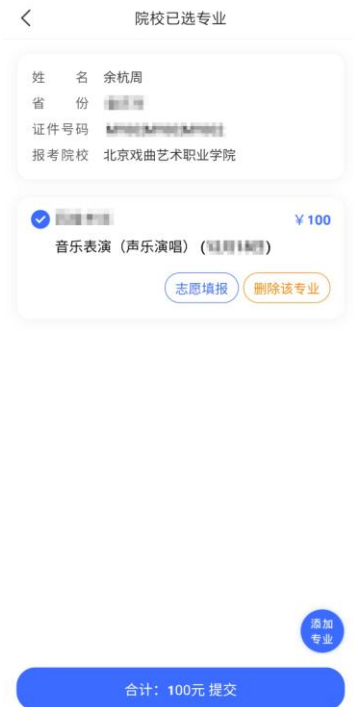 院校已选专业
姓 名 余杭周
省 份
证件号码
报考院校 北京戏曲艺术职业学院
¥100
音乐表演（声乐演唱）( )
志愿填报 删除该专业
添加
专业
合计：100元 提交